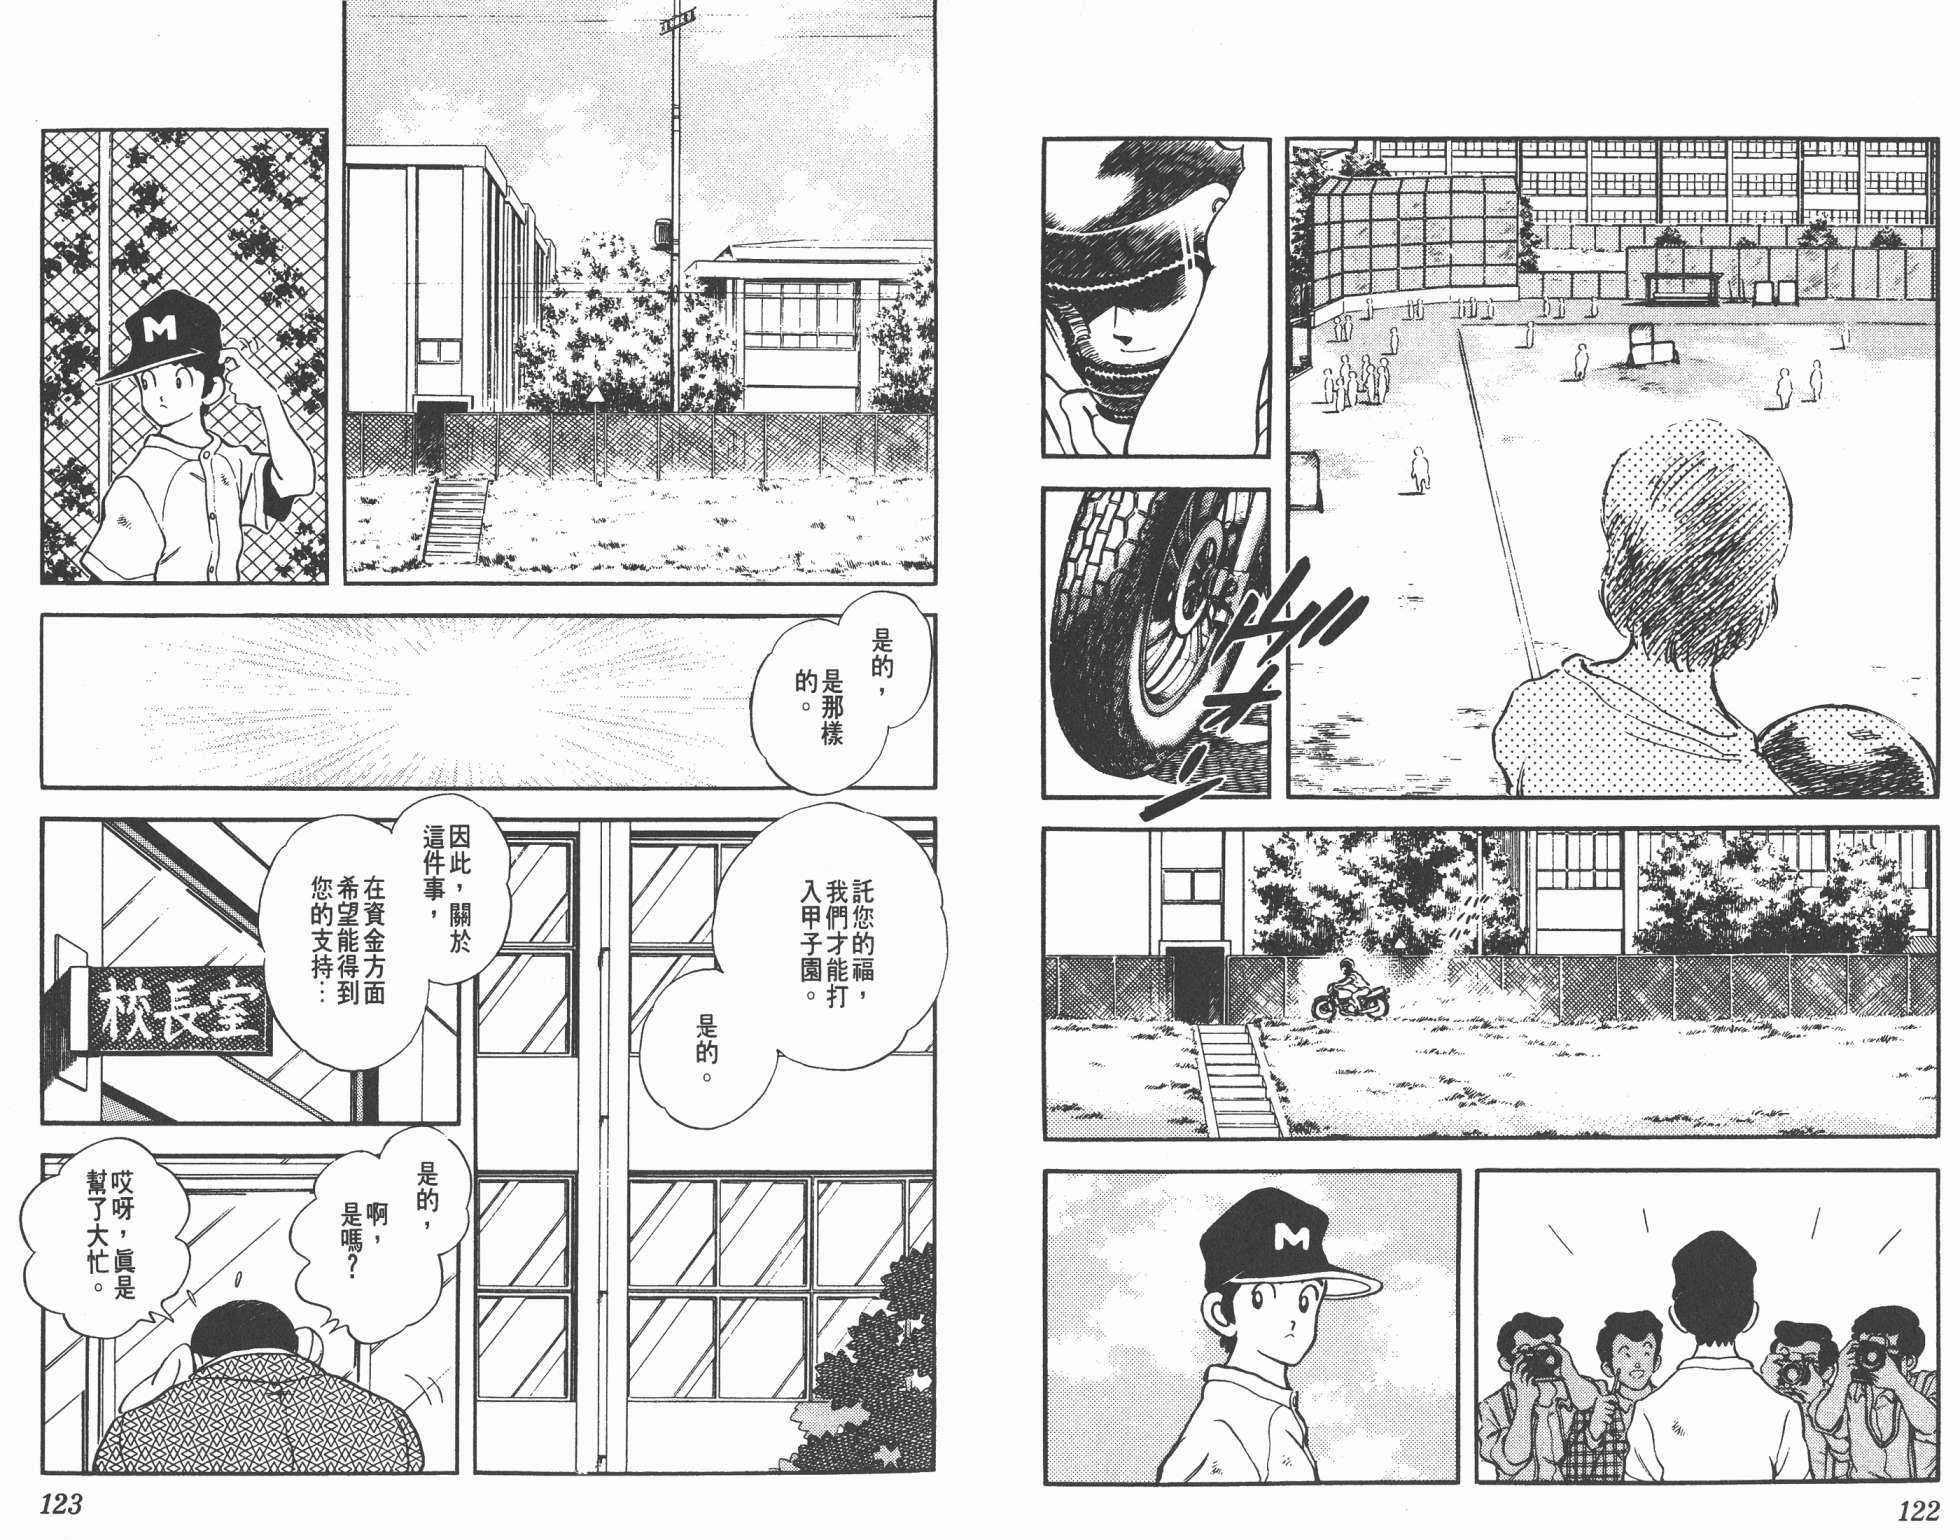 M
122
M
是的，
是那樣
的。
託您的福，
我們才能打
入甲子園。
是的。
因此，關於
這件事，
在資金方面
希望能得到
您的支持…
校長室
是的，
啊，
是嗎？
哎呀，眞是
幫了大忙。
123